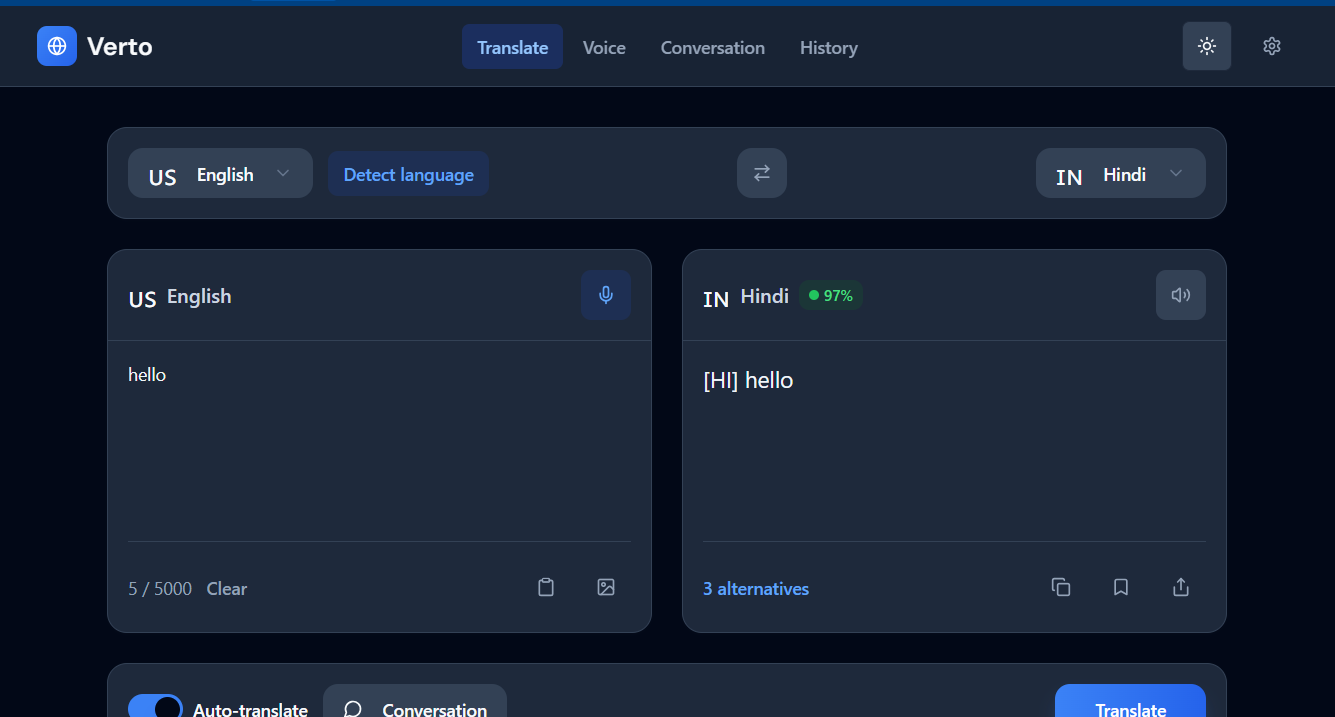 Verto
Translate Voice Conversation History
US English Detect language IN Hindi
US English
IN Hindi 97%
hello
[HI] hello
5 / 5000 Clear
3 alternatives
Auto-translate Conversation Translate